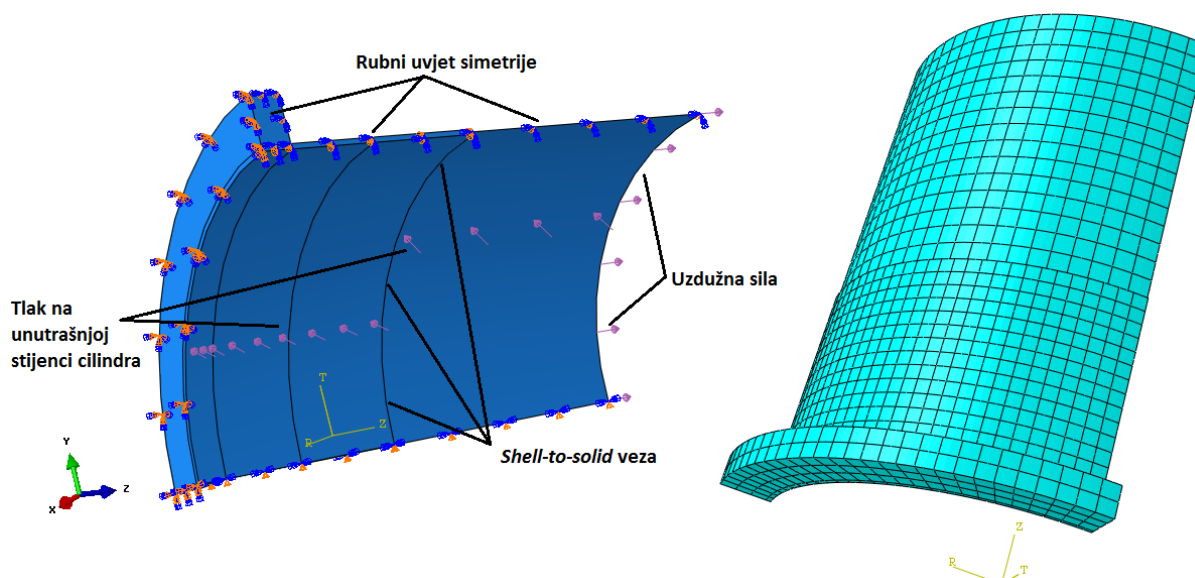 Rubni uvjet simetrije
Tlak na
unutrašnjoj
stijenci cilindra
Uzdužna sila
Shell-to-solid veza
T
R
Z
Y
Z
X
Z
R
T